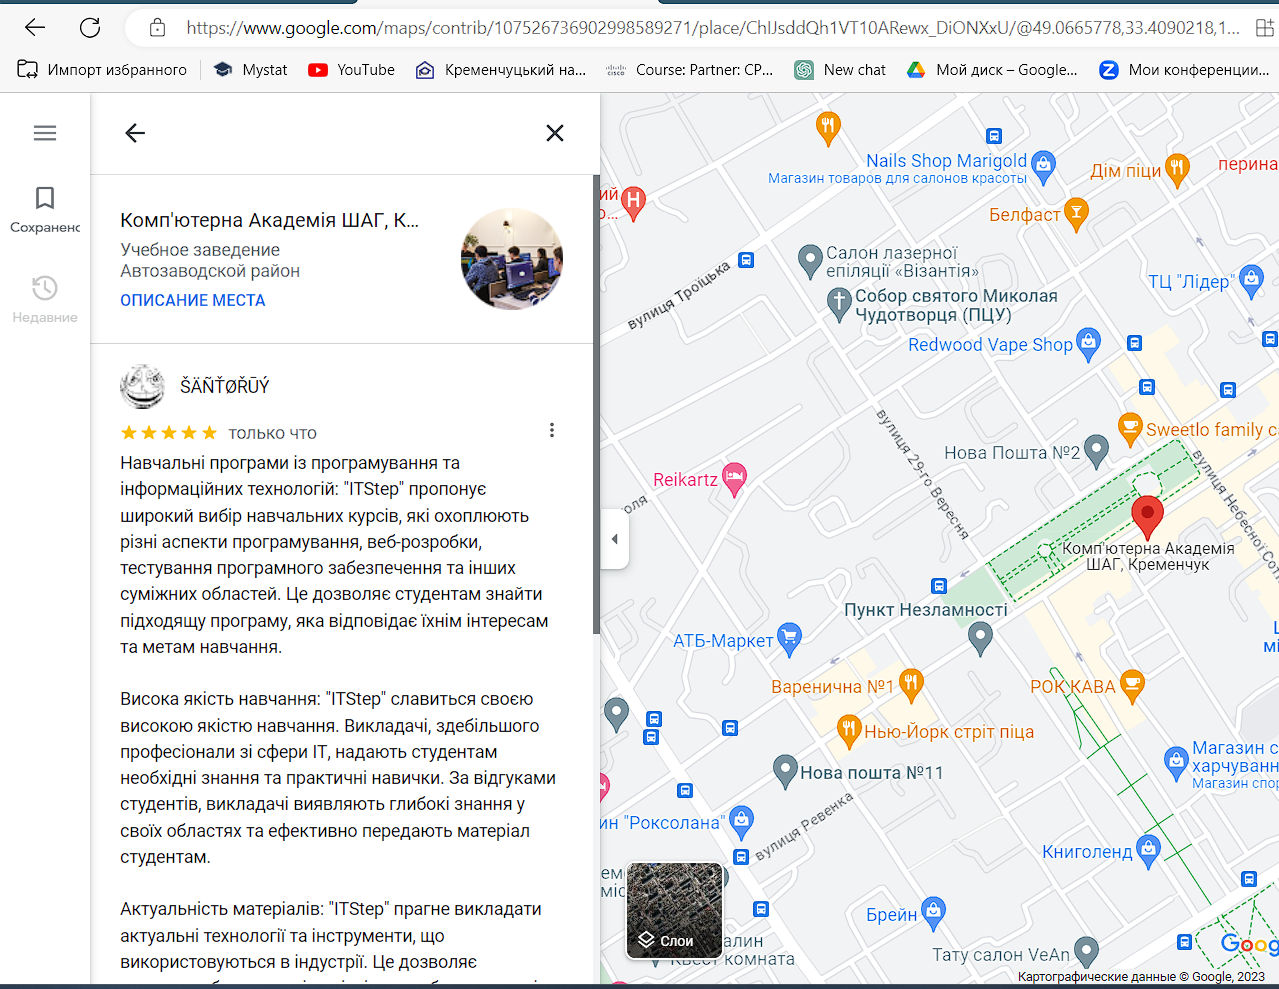 https://www.google.com/maps/contrib/107526736902998589271/place/ChIJsddQh1VT10ARewx_DiONXxU/@49.0665778,33.4090218,1...
Импорт избранного
Mystat
YouTube
Кременчуцький на...
Course: Partner: CP...
New chat
Мой диск – Google...
Мои конференции...
Сохранено
Недавние
Комп'ютерна Академія ШАГ, К...
Учебное заведение
Автозаводской район
ОПИСАНИЕ МЕСТА
ŠÄÑŤØŘŪÝ
только что
Навчальні програми із програмування та
інформаційних технологій: "ITStep" пропонує
широкий вибір навчальних курсів, які охоплюють
різні аспекти програмування, веб-розробки,
тестування програмного забезпечення та інших
суміжних областей. Це дозволяє студентам знайти
підходящу програму, яка відповідає їхнім інтересам
та метам навчання.
Висока якість навчання: "ITStep" славиться своєю
високою якістю навчання. Викладачі, здебільшого
професіонали зі сфери IT, надають студентам
необхідні знання та практичні навички. За відгуками
студентів, викладачі виявляють глибокі знання у
своїх областях та ефективно передають матеріал
студентам.
Актуальність матеріалів: "ITStep" прагне викладати
актуальні технології та інструменти, що
використовуються в індустрії. Це дозволяє
Nails Shop Marigold
Магазин товаров для салонов красоты
Дім піци
перина
ий
о...
H
Белфаст
Салон лазерної
епіляції «Візантія»
вулиця Троїцька
ТЦ "Лідер"
Собор святого Миколая
Чудотворця (ПЦУ)
Redwood Vape Shop
Sweetlo family ca
вулиця 29-го Вересня
Нова Пошта №2
вулиця Небесної Сот
Reikartz
оля
Комп'ютерна Академія
ШАГ, Кременчук
Пункт Незламності
АТБ-Маркет
Варенична №1
РОК КАВА
Нью-Йорк стріт піца
Магазин с
харчуванн
Магазин спор
Нова пошта №11
ин "Роксолана"
вулиця Ревенка
Книголенд
Слои
алин
Квест комната
Брейн
Тату салон VeAn
Goog
Картографические данные © Google, 2023